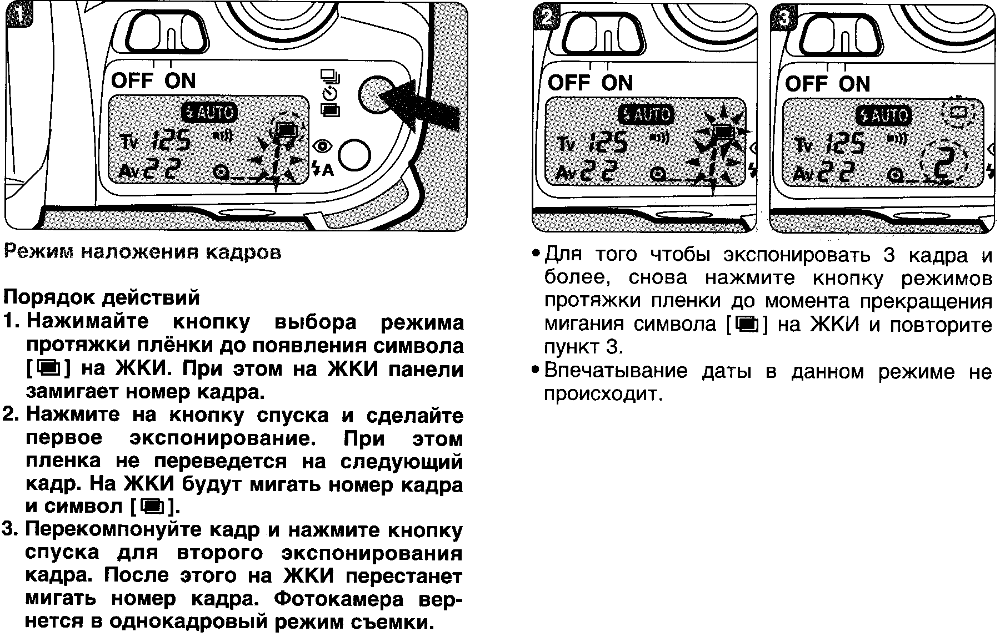 1
OFF ON
AUTO
Tv 125
Av 22
A
Режим наложения кадров
Порядок действий
1. Нажимайте кнопку выбора режима
протяжки плёнки до появления символа
[ ] на ЖКИ. При этом на ЖКИ панели
замигает номер кадра.
2. Нажмите на кнопку спуска и сделайте
первое экспонирование. При этом
пленка не переведется на следующий
кадр. На ЖКИ будут мигать номер кадра
и символ [ ].
3. Перекомпонуйте кадр и нажмите кнопку
спуска для второго экспонирования
кадра. После этого на ЖКИ перестанет
мигать номер кадра. Фотокамера вер-
нется в однокадровый режим съемки.
2
OFF ON
AUTO
Tv 125
Av 22
3
OFF ON
AUTO
Tv 125
Av 22 2
•Для того чтобы экспонировать 3 кадра и
более, снова нажмите кнопку режимов
протяжки пленки до момента прекращения
мигания символа [ ] на ЖКИ и повторите
пункт 3.
•Впечатывание даты в данном режиме не
происходит.